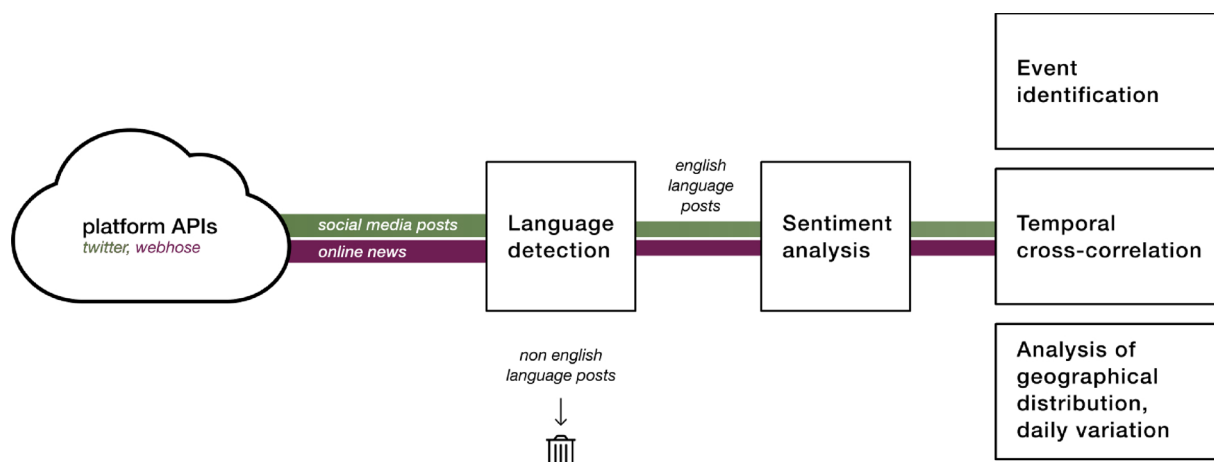 platform APIs
twitter, webhose
social media posts
online news
Language
detection
non english
language posts
english
language
posts
Sentiment
analysis
Event
identification
Temporal
cross-correlation
Analysis of
geographical
distribution,
daily variation